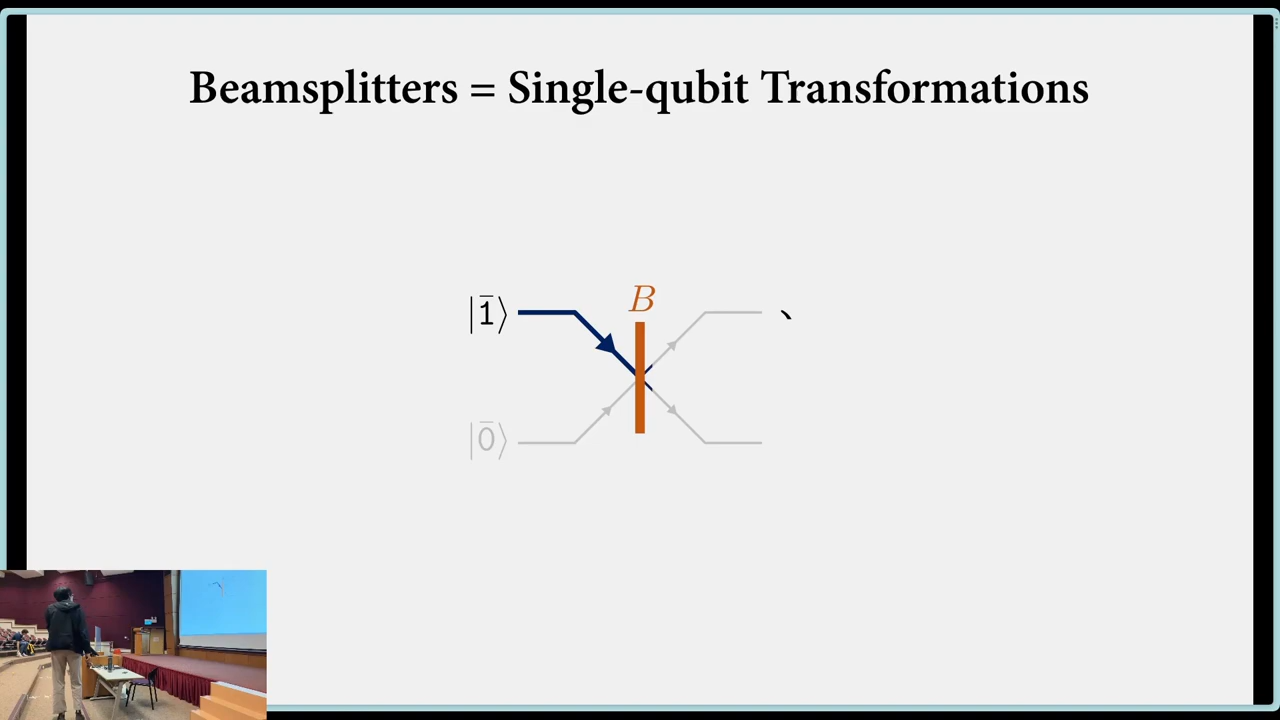 Beamsplitters = Single-qubit Transformations
B
|1̄⟩
|0̄⟩